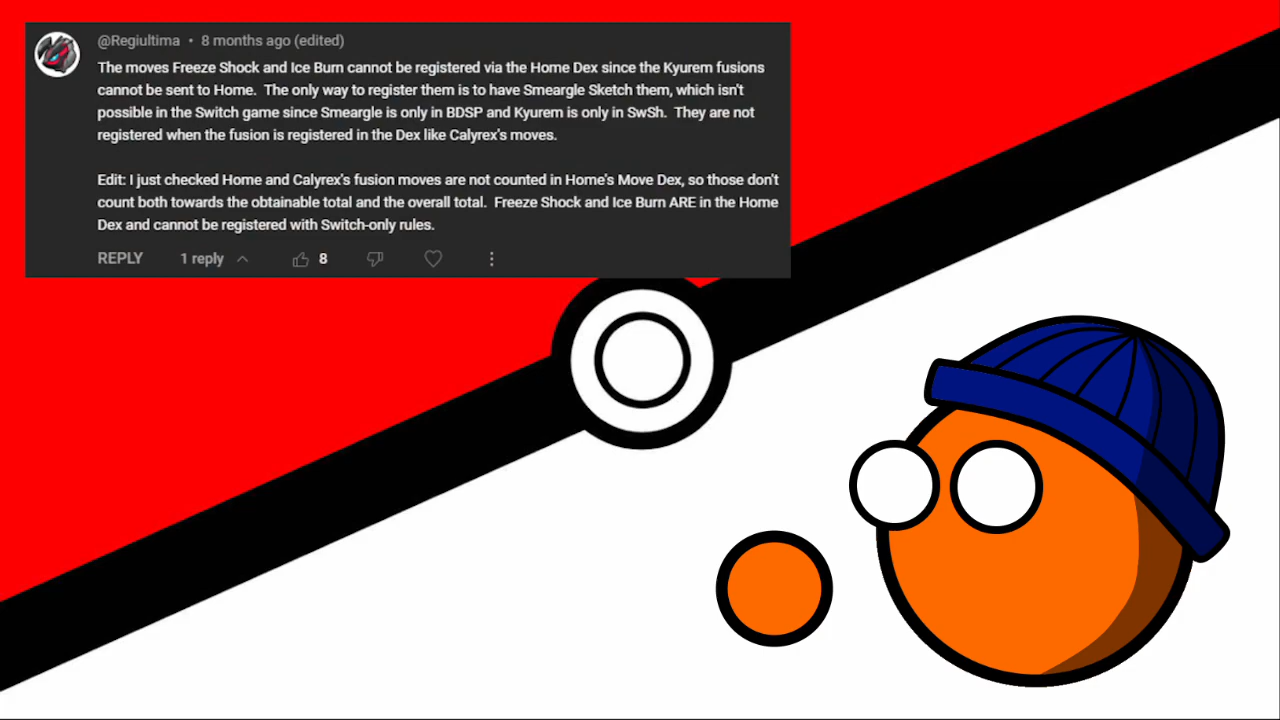 @Regiultima • 8 months ago (edited)
The moves Freeze Shock and Ice Burn cannot be registered via the Home Dex since the Kyurem fusions
cannot be sent to Home. The only way to register them is to have Smeargle Sketch them, which isn't
possible in the Switch game since Smeargle is only in BDSP and Kyurem is only in SwSh. They are not
registered when the fusion is registered in the Dex like Calyrex's moves.
Edit: I just checked Home and Calyrex's fusion moves are not counted in Home's Move Dex, so those don't
count both towards the obtainable total and the overall total. Freeze Shock and Ice Burn ARE in the Home
Dex and cannot be registered with Switch-only rules.
REPLY 1 reply 8